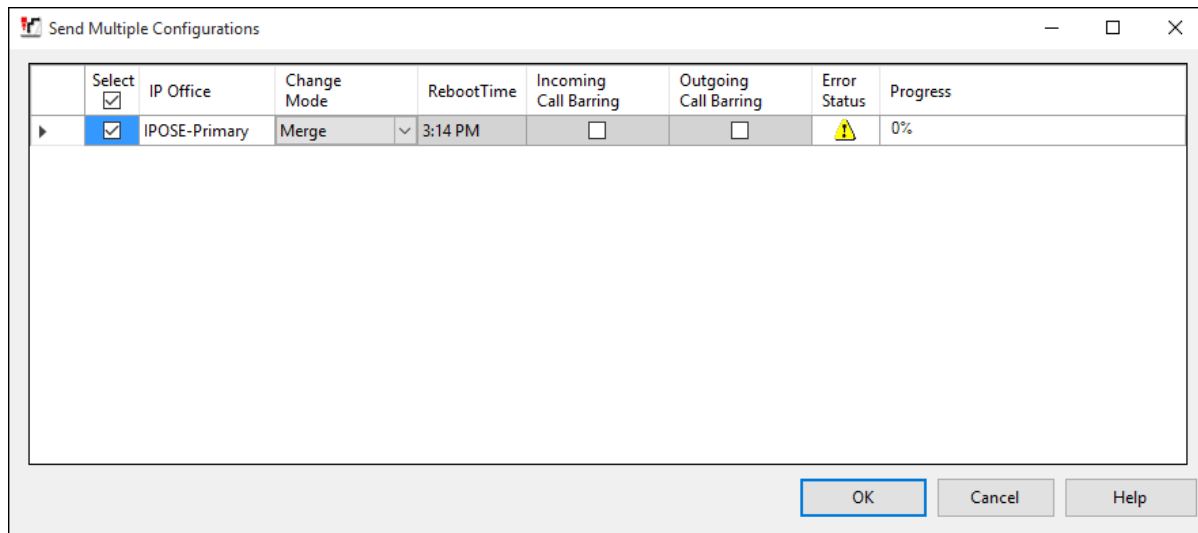 Send Multiple Configurations
Select IP Office Change Mode RebootTime Incoming Call Barring Outgoing Call Barring Error Status Progress
IPOSE-Primary Merge 3:14 PM 0%
OK Cancel Help